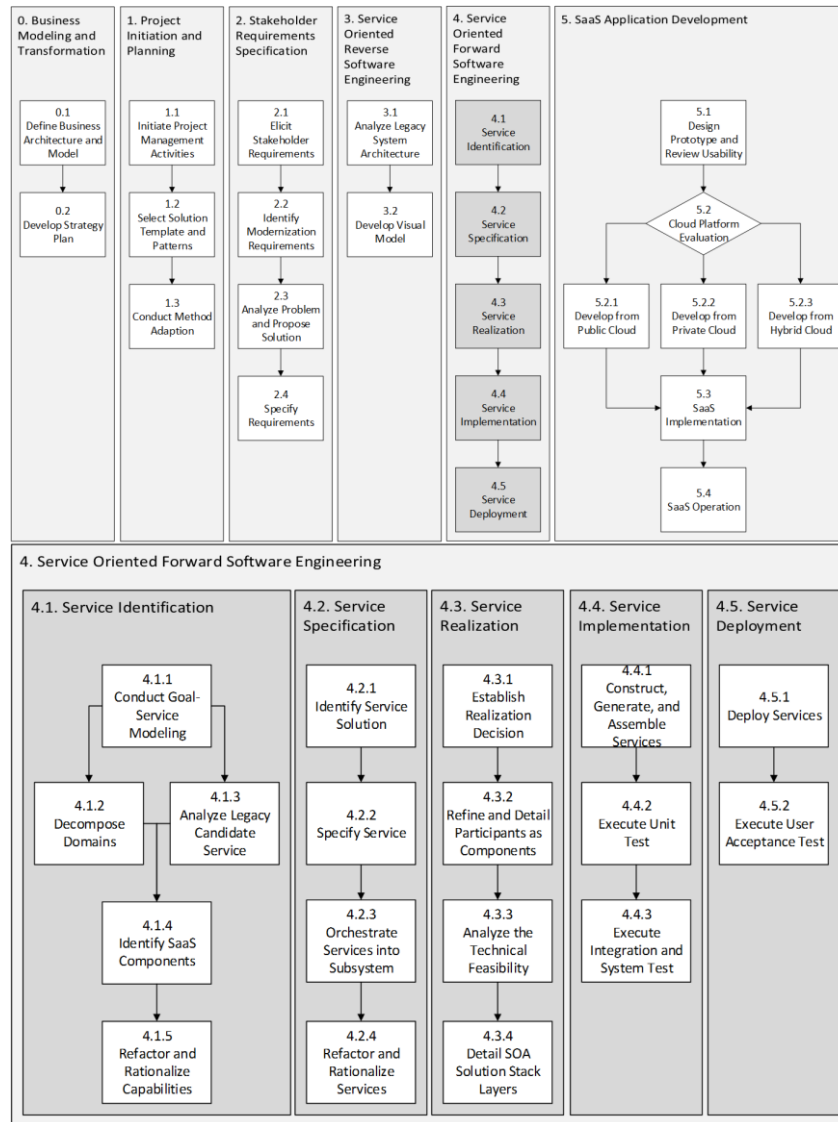 0. Business
Modeling and
Transformation
0.1
Define Business
Architecture and
Model
0.2
Develop Strategy
Plan
1. Project
Initiation and
Planning
1.1
Initiate Project
Management
Activities
1.2
Select Solution
Template and
Patterns
1.3
Conduct Method
Adaption
2. Stakeholder
Requirements
Specification
2.1
Elicit
Stakeholder
Requirements
2.2
Identify
Modernization
Requirements
2.3
Analyze Problem
and Propose
Solution
2.4
Specify
Requirements
3. Service
Oriented
Reverse
Software
Engineering
3.1
Analyze Legacy
System
Architecture
3.2
Develop Visual
Model
4. Service
Oriented
Forward
Software
Engineering
4.1
Service
Identification
4.2
Service
Specification
4.3
Service
Realization
4.4
Service
Implementation
4.5
Service
Deployment
5. SaaS Application Development
5.1
Design
Prototype and
Review Usability
5.2
Cloud Platform
Evaluation
5.2.1
Develop from
Public Cloud
5.2.2
Develop from
Private Cloud
5.2.3
Develop from
Hybrid Cloud
5.3
SaaS
Implementation
5.4
SaaS Operation
4. Service Oriented Forward Software Engineering
4.1. Service Identification
4.1.1
Conduct Goal-
Service
Modeling
4.1.2
Decompose
Domains
4.1.3
Analyze Legacy
Candidate
Service
4.1.4
Identify SaaS
Components
4.1.5
Refactor and
Rationalize
Capabilities
4.2. Service
Specification
4.2.1
Identify Service
Solution
4.2.2
Specify Service
4.2.3
Orchestrate
Services into
Subsystem
4.2.4
Refactor and
Rationalize
Services
4.3. Service
Realization
4.3.1
Establish
Realization
Decision
4.3.2
Refine and Detail
Participants as
Components
4.3.3
Analyze the
Technical
Feasibility
4.3.4
Detail SOA
Solution Stack
Layers
4.4. Service
Implementation
4.4.1
Construct,
Generate, and
Assemble
Services
4.4.2
Execute Unit
Test
4.4.3
Execute
Integration and
System Test
4.5. Service
Deployment
4.5.1
Deploy Services
4.5.2
Execute User
Acceptance Test